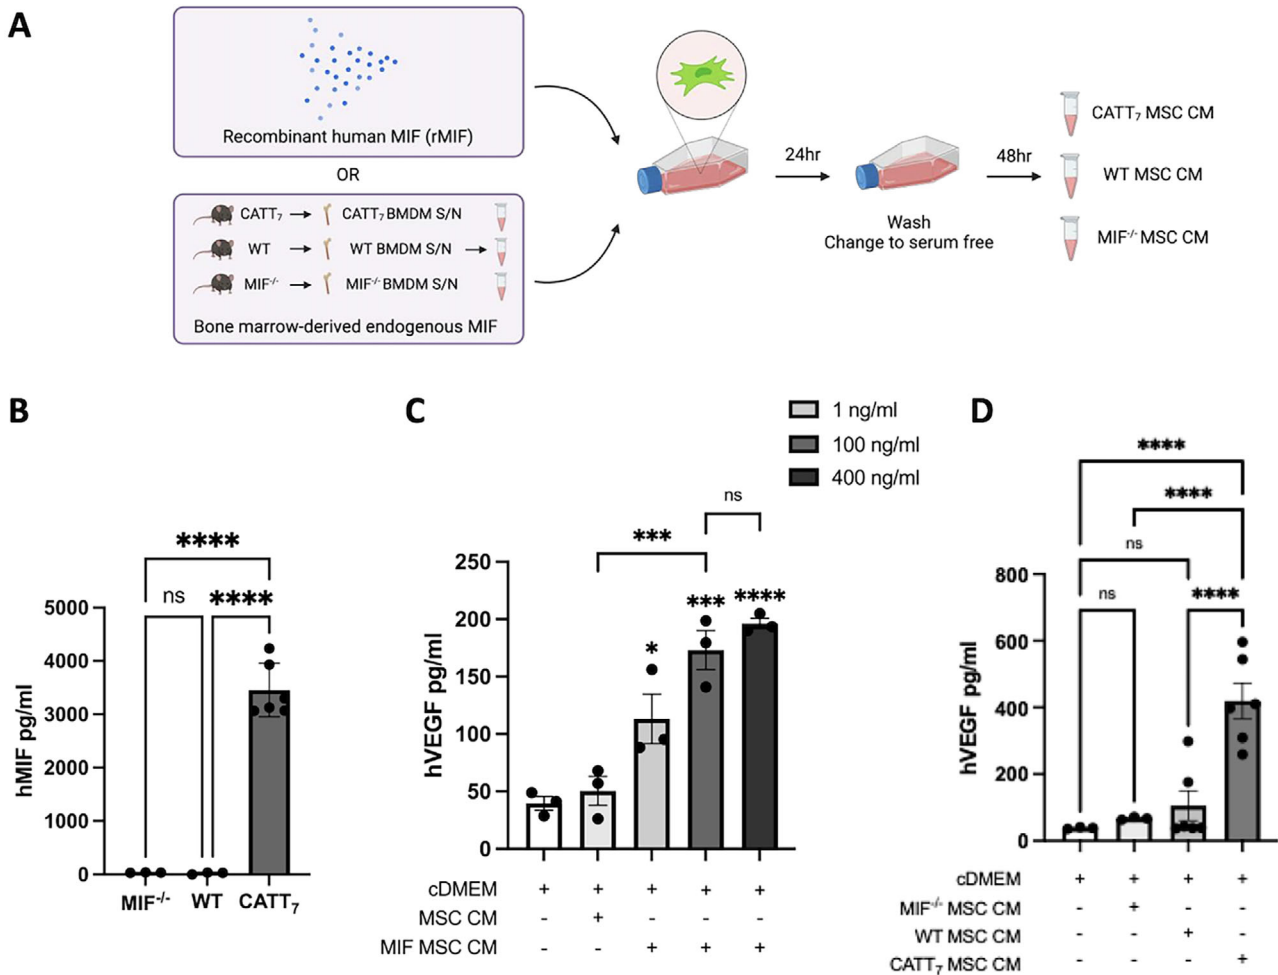 A
Recombinant human MIF (rMIF)
OR
CATT₇ CATT₇ BMDM S/N
WT WT BMDM S/N
MIF⁻/⁻ MIF⁻/⁻ BMDM S/N
Bone marrow-derived endogenous MIF
24hr
48hr
Wash
Change to serum free
CATT₇ MSC CM
WT MSC CM
MIF⁻/⁻ MSC CM
B
****
ns ****
hMIF pg/ml
5000
4000
3000
2000
1000
0
MIF⁻/⁻ WT CATT₇
C
1 ng/ml
100 ng/ml
400 ng/ml
ns
***
* *** ****
hVEGF pg/ml
250
200
150
100
50
0
cDMEM + + + + +
MSC CM - + - - -
MIF MSC CM - - + + +
D
****
****
ns
ns ****
hVEGF pg/ml
800
600
400
200
0
cDMEM + + + +
MIF⁻/⁻ MSC CM - + - -
WT MSC CM - - + -
CATT₇ MSC CM - - - +